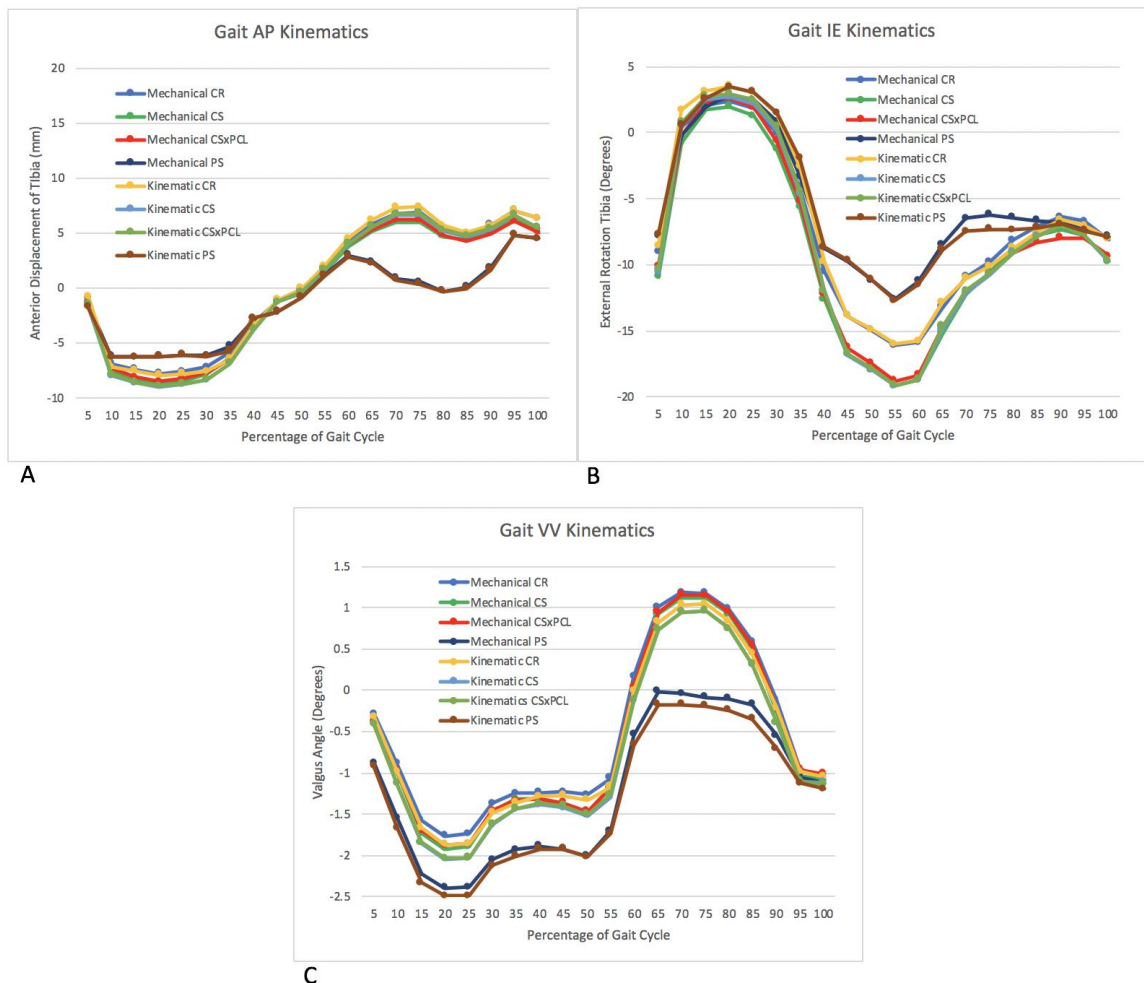 Gait AP Kinematics
Anterior Displacement of Tibia (mm)
20
15
10
5
0
-5
-10
Mechanical CR
Mechanical CS
Mechanical CSxPCL
Mechanical PS
Kinematic CR
Kinematic CS
Kinematic CSxPCL
Kinematic PS
5 10 15 20 25 30 35 40 45 50 55 60 65 70 75 80 85 90 95 100
Percentage of Gait Cycle
A
Gait IE Kinematics
External Rotation Tibia (Degrees)
5
0
-5
-10
-15
-20
Mechanical CR
Mechanical CS
Mechanical CSxPCL
Mechanical PS
Kinematic CR
Kinematic CS
Kinematic CSxPCL
Kinematic PS
5 10 15 20 25 30 35 40 45 50 55 60 65 70 75 80 85 90 95 100
Percentage of Gait Cycle
B
Gait VV Kinematics
Valgus Angle (Degrees)
1.5
1
0.5
0
-0.5
-1
-1.5
-2
-2.5
Mechanical CR
Mechanical CS
Mechanical CSxPCL
Mechanical PS
Kinematic CR
Kinematic CS
Kinematics CSxPCL
Kinematic PS
5 10 15 20 25 30 35 40 45 50 55 60 65 70 75 80 85 90 95 100
Percentage of Gait Cycle
C